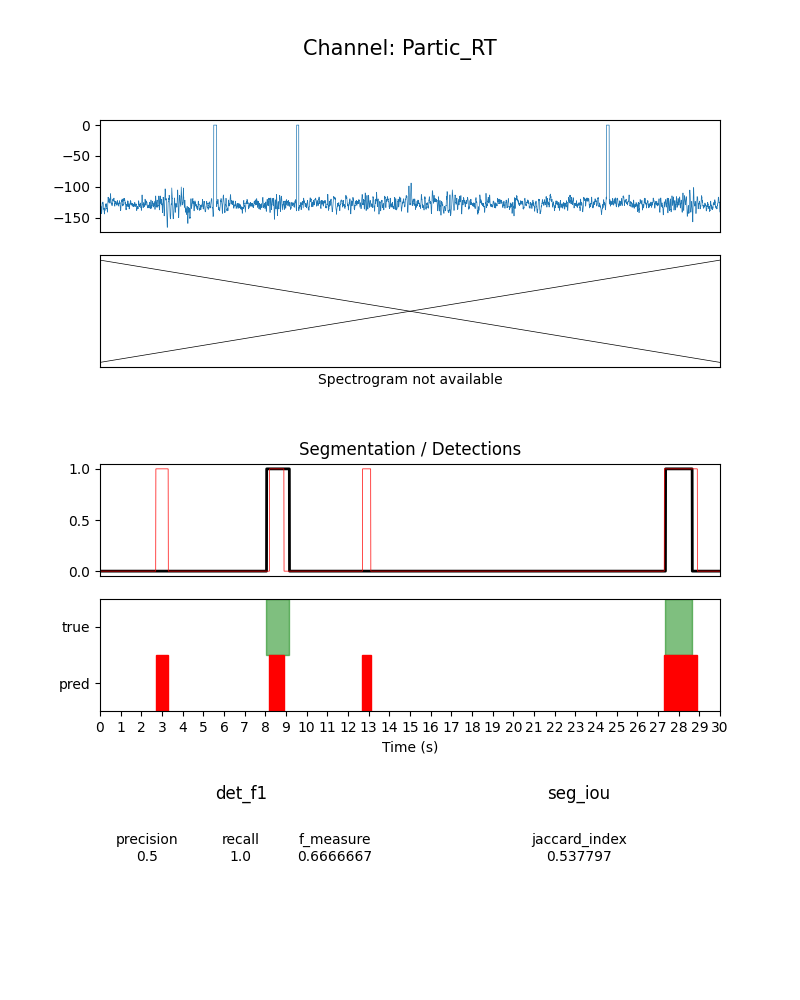 Channel: Partic_RT
0
−50
−100
−150
Spectrogram not available
Segmentation / Detections
1.0
0.5
0.0
true
pred
0 1 2 3 4 5 6 7 8 9 10 11 12 13 14 15 16 17 18 19 20 21 22 23 24 25 26 27 28 29 30
Time (s)
det_f1 seg_iou
precision recall f_measure jaccard_index
0.5 1.0 0.6666667 0.537797